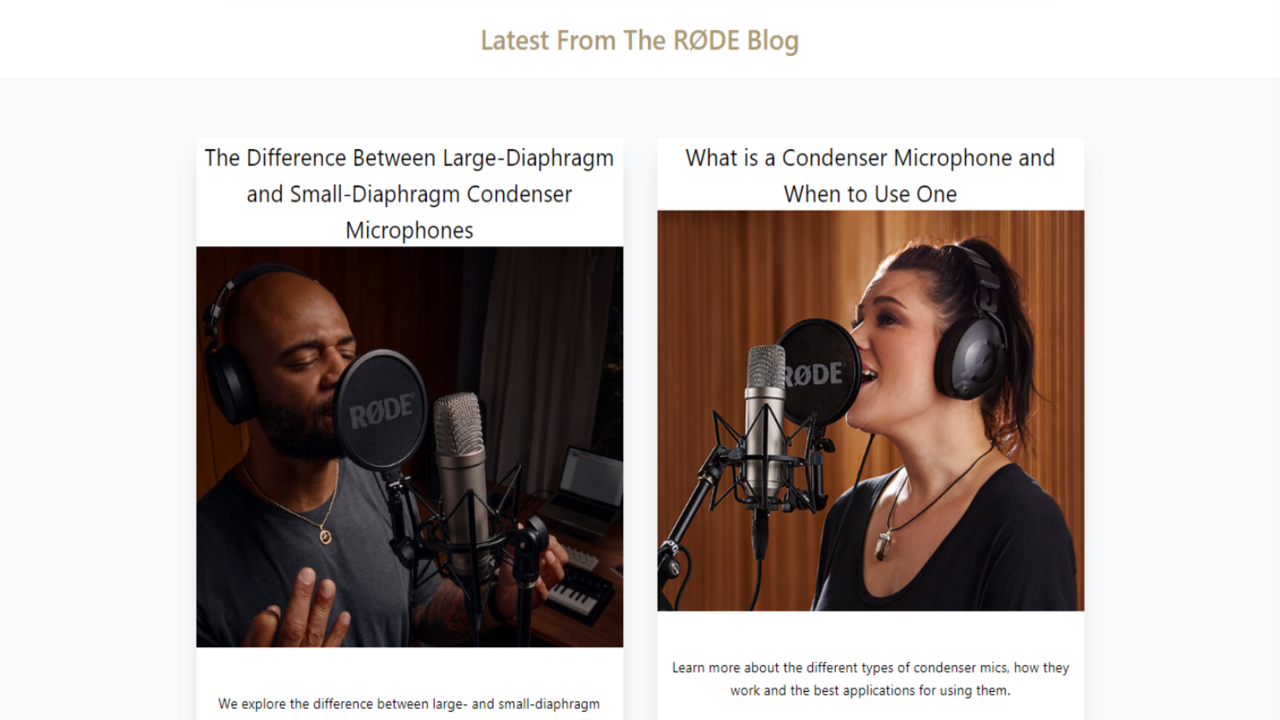 Latest From The RØDE Blog
The Difference Between Large-Diaphragm
and Small-Diaphragm Condenser
Microphones
RØDE
We explore the difference between large- and small-diaphragm
What is a Condenser Microphone and
When to Use One
RØDE
Learn more about the different types of condenser mics, how they
work and the best applications for using them.